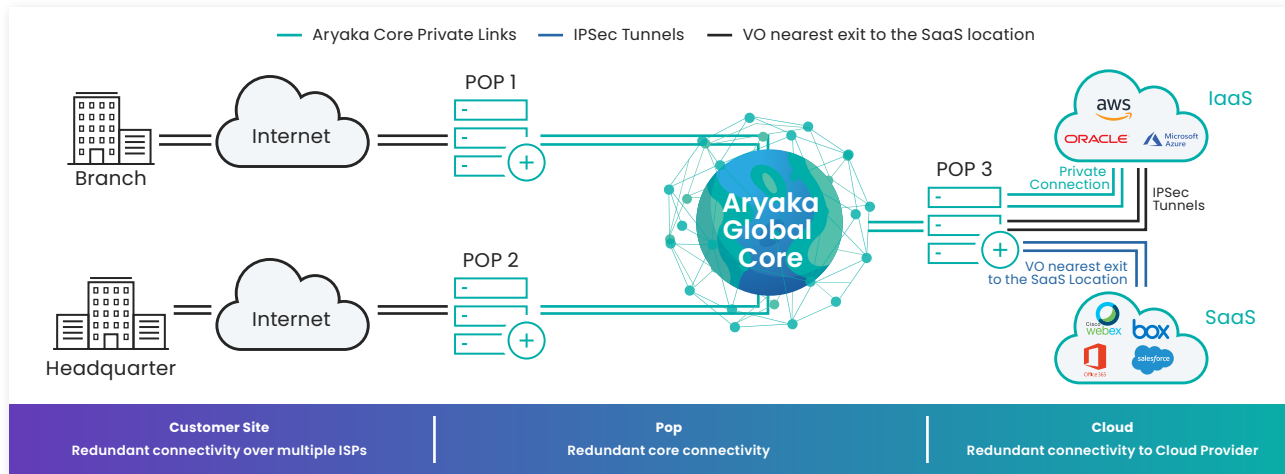 Aryaka Core Private Links
IPSec Tunnels
VO nearest exit to the SaaS location
POP 1
Internet
Branch
aws
ORACLE
Microsoft
Azure
IaaS
Private
Connection
IPSec
Tunnels
POP 3
Aryaka
Global
Core
POP 2
Internet
Headquarter
VO nearest exit
to the SaaS Location
SaaS
Cisco
webex
box
Office 365
salesforce
Customer Site
Redundant connectivity over multiple ISPs
Pop
Redundant core connectivity
Cloud
Redundant connectivity to Cloud Provider